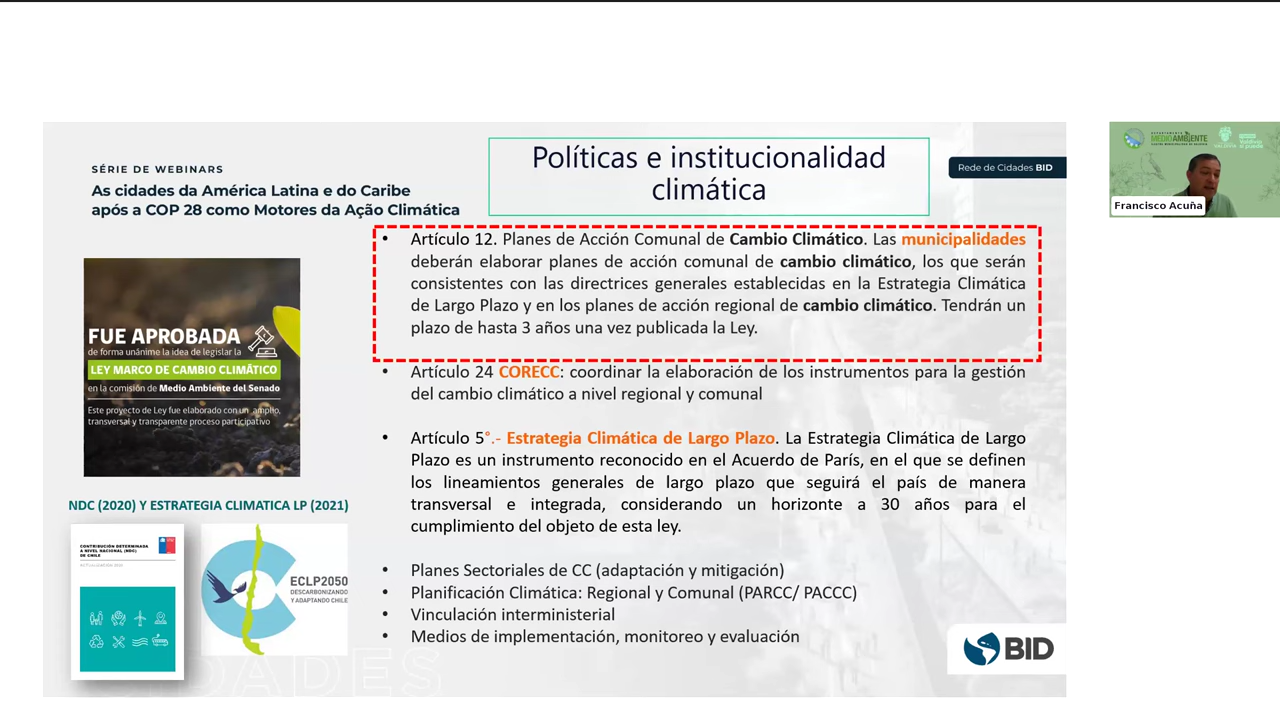 SÉRIE DE WEBINARS
As cidades da América Latina e do Caribe
após a COP 28 como Motores da Ação Climática
Políticas e institucionalidad
climática
Rede de Cidades BID
MEDIOAMBIENTE
Francisco Acuña
• Artículo 12. Planes de Acción Comunal de Cambio Climático. Las municipalidades
deberán elaborar planes de acción comunal de cambio climático, los que serán
consistentes con las directrices generales establecidas en la Estrategia Climática
de Largo Plazo y en los planes de acción regional de cambio climático. Tendrán un
plazo de hasta 3 años una vez publicada la Ley.
• Artículo 24 CORECC: coordinar la elaboración de los instrumentos para la gestión
del cambio climático a nivel regional y comunal
• Artículo 5°.- Estrategia Climática de Largo Plazo. La Estrategia Climática de Largo
Plazo es un instrumento reconocido en el Acuerdo de París, en el que se definen
los lineamientos generales de largo plazo que seguirá el país de manera
transversal e integrada, considerando un horizonte a 30 años para el
cumplimiento del objeto de esta ley.
• Planes Sectoriales de CC (adaptación y mitigación)
• Planificación Climática: Regional y Comunal (PARCC/ PACCC)
• Vinculación interministerial
• Medios de implementación, monitoreo y evaluación
FUE APROBADA
de forma unánime la idea de legislar la
LEY MARCO DE CAMBIO CLIMÁTICO
en la comisión de Medio Ambiente del Senado
Este proyecto de Ley fue elaborado con un amplio,
transversal y transparente proceso participativo
NDC (2020) Y ESTRATEGIA CLIMATICA LP (2021)
CONTRIBUCIÓN DETERMINADA
A NIVEL NACIONAL (NDC)
DE CHILE
ECLP2050
DESCARBONIZANDO
Y ADAPTANDO CHILE
CIDADES
BID